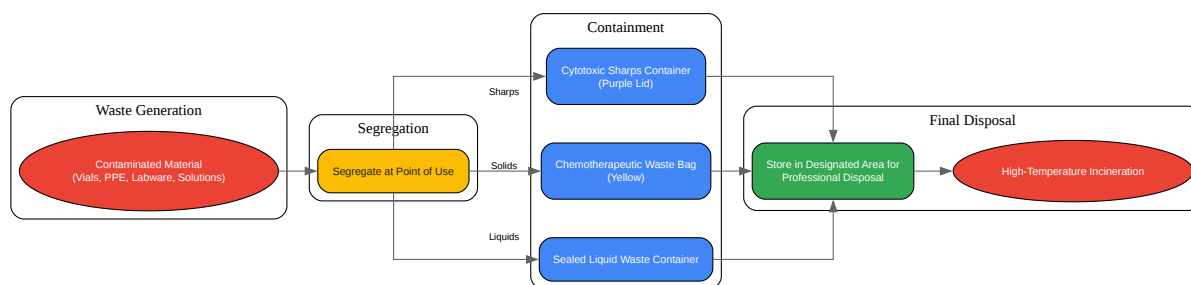 Waste Generation
Contaminated Material
(Vials, PPE, Labware, Solutions)
Segregation
Segregate at Point of Use
Sharps
Solids
Liquids
Containment
Cytotoxic Sharps Container
(Purple Lid)
Chemotherapeutic Waste Bag
(Yellow)
Sealed Liquid Waste Container
Final Disposal
Store in Designated Area for
Professional Disposal
High-Temperature Incineration